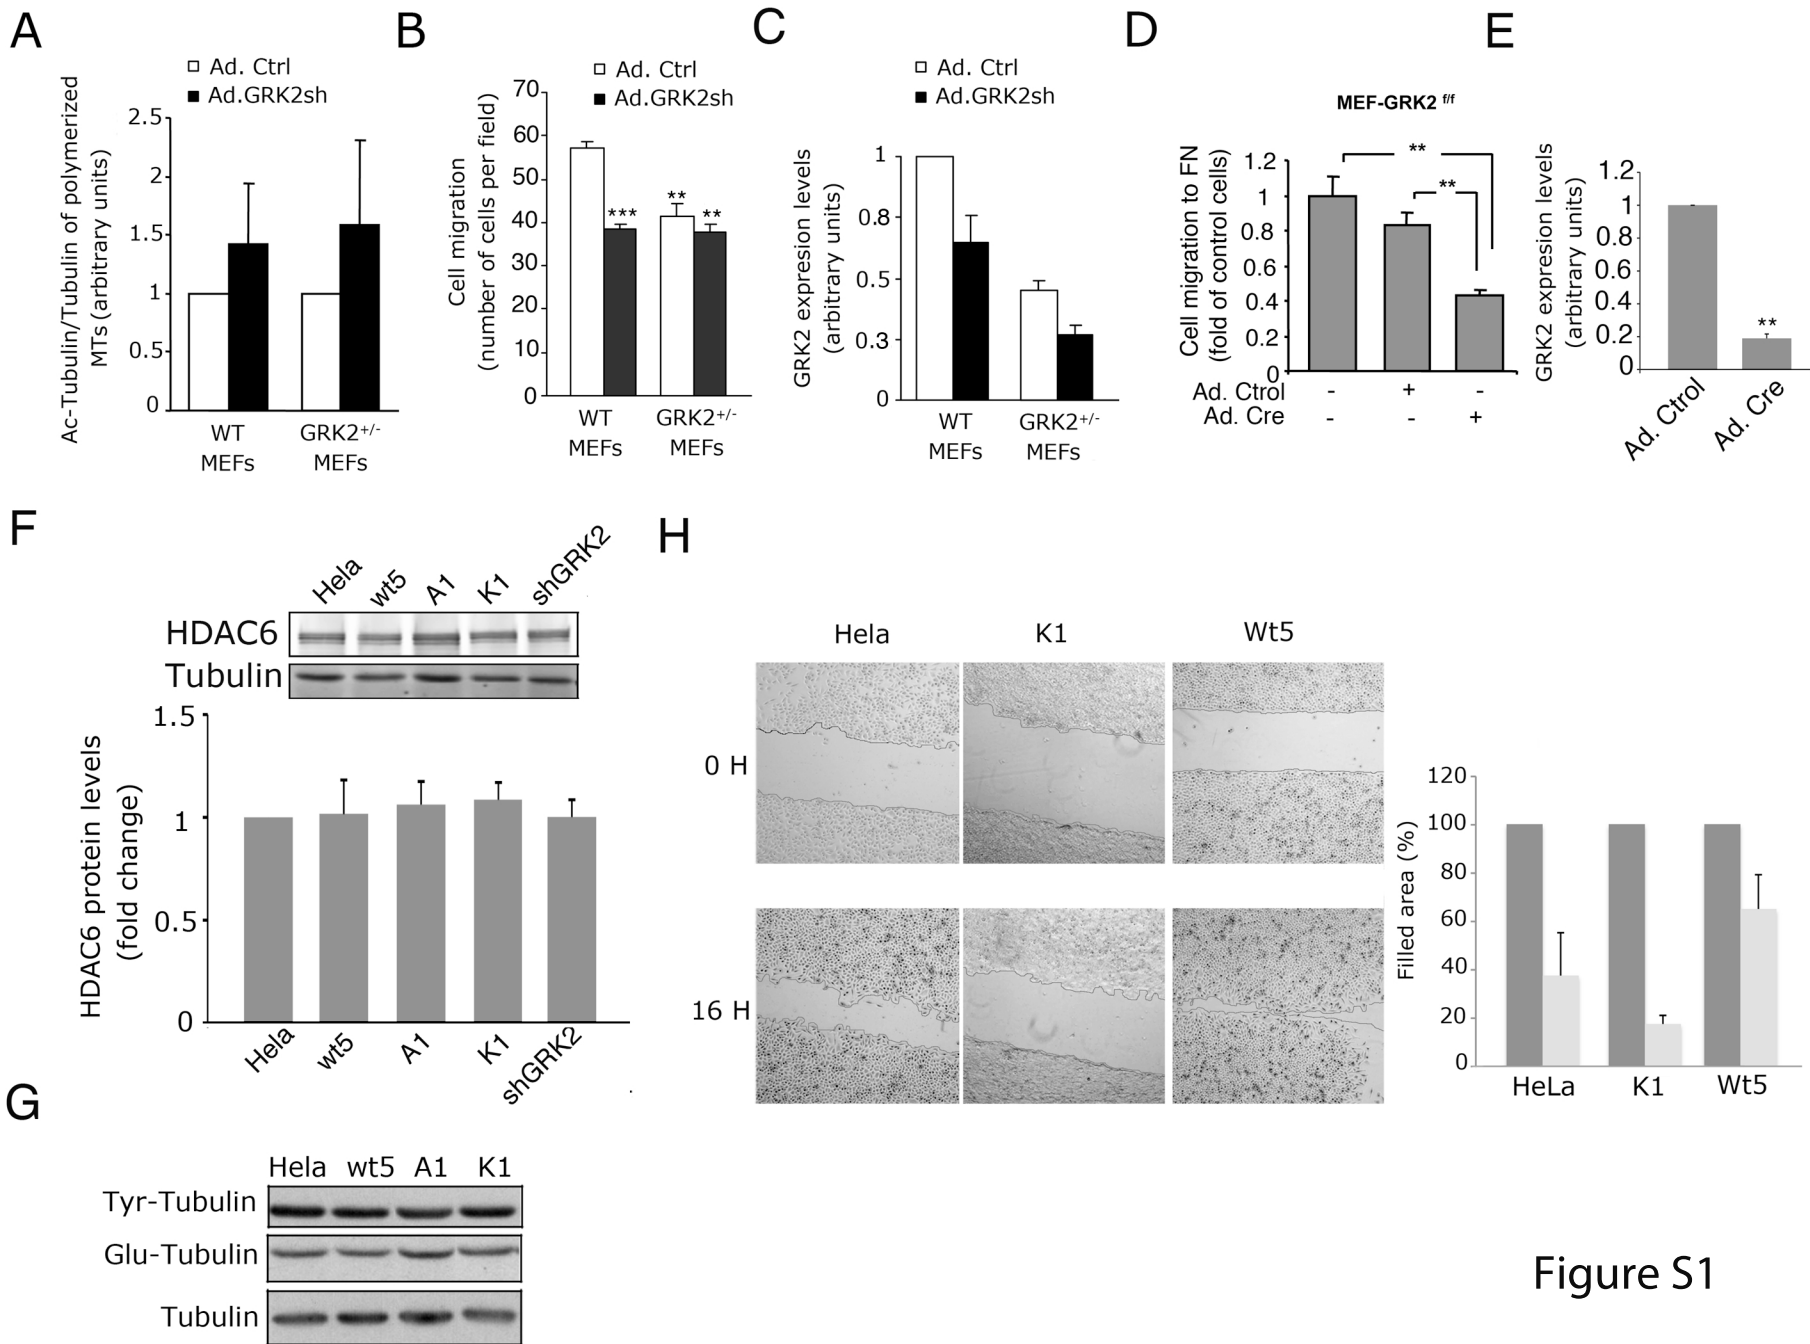 A
Ad. Ctrl
Ad.GRK2sh
Ac-Tubulin/Tubulin of polymerized
MTs (arbitrary units)
2.5
2
1.5
1
0.5
0
WT
MEFs
GRK2+/-
MEFs
B
Ad. Ctrl
Ad.GRK2sh
Cell migration
(number of cells per field)
70
60
50
40
30
20
10
0
***
**
**
WT
MEFs
GRK2+/-
MEFs
C
Ad. Ctrl
Ad.GRK2sh
GRK2 expresion levels
(arbitrary units)
1
0.8
0.5
0.3
0
WT
MEFs
GRK2+/-
MEFs
D
MEF-GRK2 f/f
Cell migration to FN
(fold of control cells)
1.2
1
0.8
0.6
0.4
0.2
0
**
**
Ad. Ctrol - + -
Ad. Cre - - +
E
GRK2 expression levels
(arbitrary units)
1.2
1
0.8
0.6
0.4
0.2
0
**
Ad. Ctrol
Ad. Cre
F
Hela wt5 A1 K1 shGRK2
HDAC6
Tubulin
HDAC6 protein levels
(fold change)
1.5
1
0.5
0
Hela wt5 A1 K1 shGRK2
G
Hela wt5 A1 K1
Tyr-Tubulin
Glu-Tubulin
Tubulin
H
Hela K1 Wt5
0 H
16 H
Filled area (%)
120
100
80
60
40
20
0
HeLa K1 Wt5
Figure S1